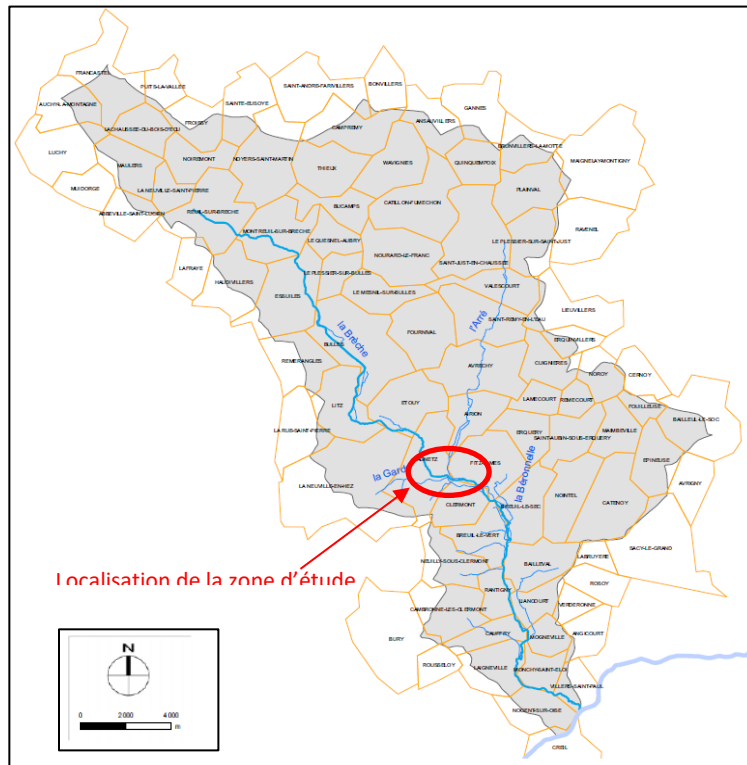 FRANCASTEL
PUITS-LA-VALLEE
SAINT-ANDRE-FARIVILLERS
BONVILLERS
AUCHY-LA-MONTAGNE
SAINTE-EUSOYE
GANNES
FROISSY
ANSAUVILLERS
LACHAUSSEE-DU-BOIS-D'ECU
CAMPREMY
BRUNVILLERS-LA-MOTTE
LUCHY
NOIREMONT
NOYERS-SAINT-MARTIN
WAVIGNIES
QUINQUEMPOIX
MAULERS
THIEUX
MAIGNELAY-MONTIGNY
MUIDORGE
LA NEUVILLE-SAINT-PIERRE
PLAINVAL
CATILLON-FUMECHON
ABBEVILLE-SAINT-LUCIEN
REUIL-SUR-BRECHE
BUCAMPS
RAVENEL
MONTREUIL-SUR-BRECHE
LE QUESNEL-AUBRY
LE PLESSIER-SUR-SAINT-JUST
NOURARD-LE-FRANC
SAINT-JUST-EN-CHAUSSEE
LAFRAYE
LE PLESSIER-SUR-BULLES
HAUDIVILLERS
VALESCOURT
ESSUILES
LE MESNIL-SUR-BULLES
LIEUVILLERS
SAINT-REMY-EN-L'EAU
la Brèche
l'Arré
FOURNIVAL
ERQUINVILLERS
BULLES
CUIGNIERES
REMERANGLES
AVRECHY
NOROY
CERNOY
LAMECOURT
REMECOURT
LITZ
ETOUY
FOUILLEUSE
AIRION
BAILLEUL-LE-SOC
LA RUE-SAINT-PIERRE
ERQUERY
MAIMBEVILLE
SAINT-AUBIN-SOUS-ERQUERY
EPINEUSE
la Gard
FITZ-JAMES
la Béronnelle
LA NEUVILLE-EN-HEZ
AVRIGNY
NOINTEL
CATENOY
CLERMONT
BREUIL-LE-SEC
BREUIL-LE-VERT
SACY-LE-GRAND
LABRUYERE
NEUILLY-SOUS-CLERMONT
BAILLEVAL
Localisation de la zone d'étude
ROSOY
RANTIGNY
LIANCOURT
VERDERONNE
CAMBRONNE-LES-CLERMONT
CAUFFRY
MOGNEVILLE
ANGICOURT
BURY
ROUSSELOY
LAIGNEVILLE
MONCHY-SAINT-ELOI
VILLERS-SAINT-PAUL
NOGENT-SUR-OISE
CREIL
N
0 2 000 4 000
m